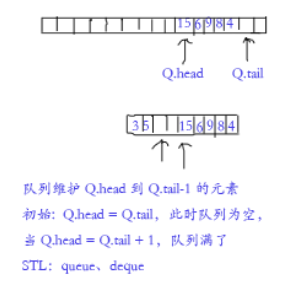 15 6 9 8 4
Q.head Q.tail
3 5 15 6 9 8 4
队列维护 Q.head 到 Q.tail-1 的元素
初始: Q.head = Q.tail，此时队列为空，
当 Q.head = Q.tail + 1，队列满了
STL：queue、deque